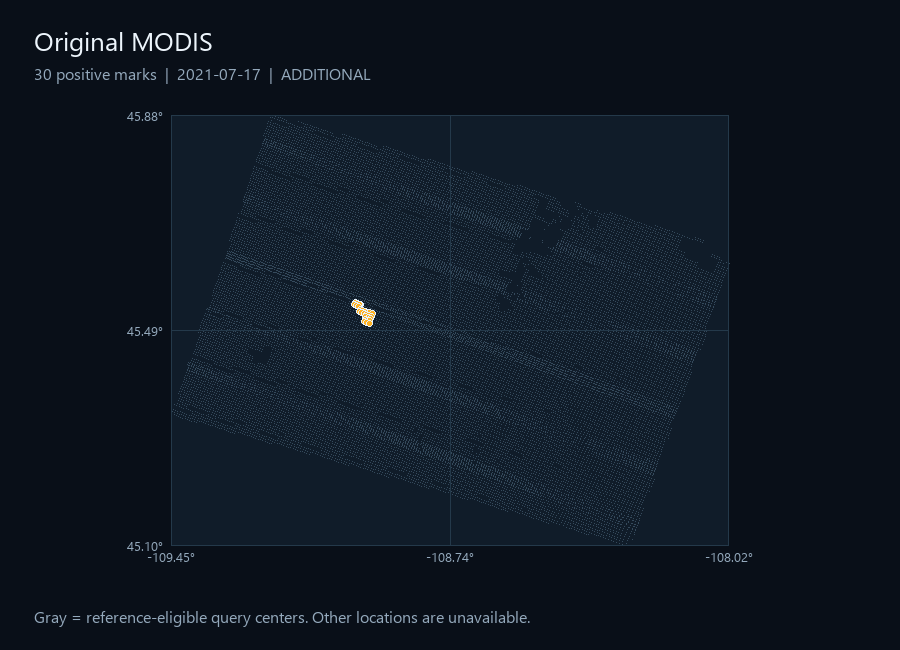 Original MODIS
30 positive marks | 2021-07-17 | ADDITIONAL
45.88°
45.49°
45.10°
-109.45°
-108.74°
-108.02°
Gray = reference-eligible query centers. Other locations are unavailable.